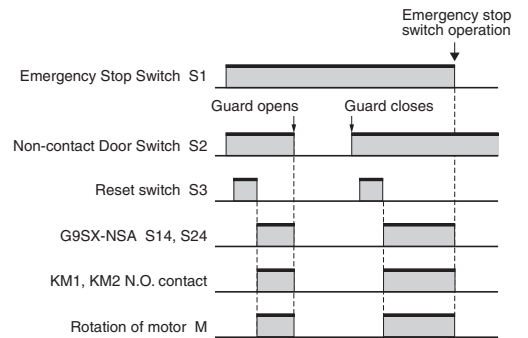 Emergency stop
switch operation
Emergency Stop Switch S1
Guard opens Guard closes
Non-contact Door Switch S2
Reset switch S3
G9SX-NSA S14, S24
KM1, KM2 N.O. contact
Rotation of motor M